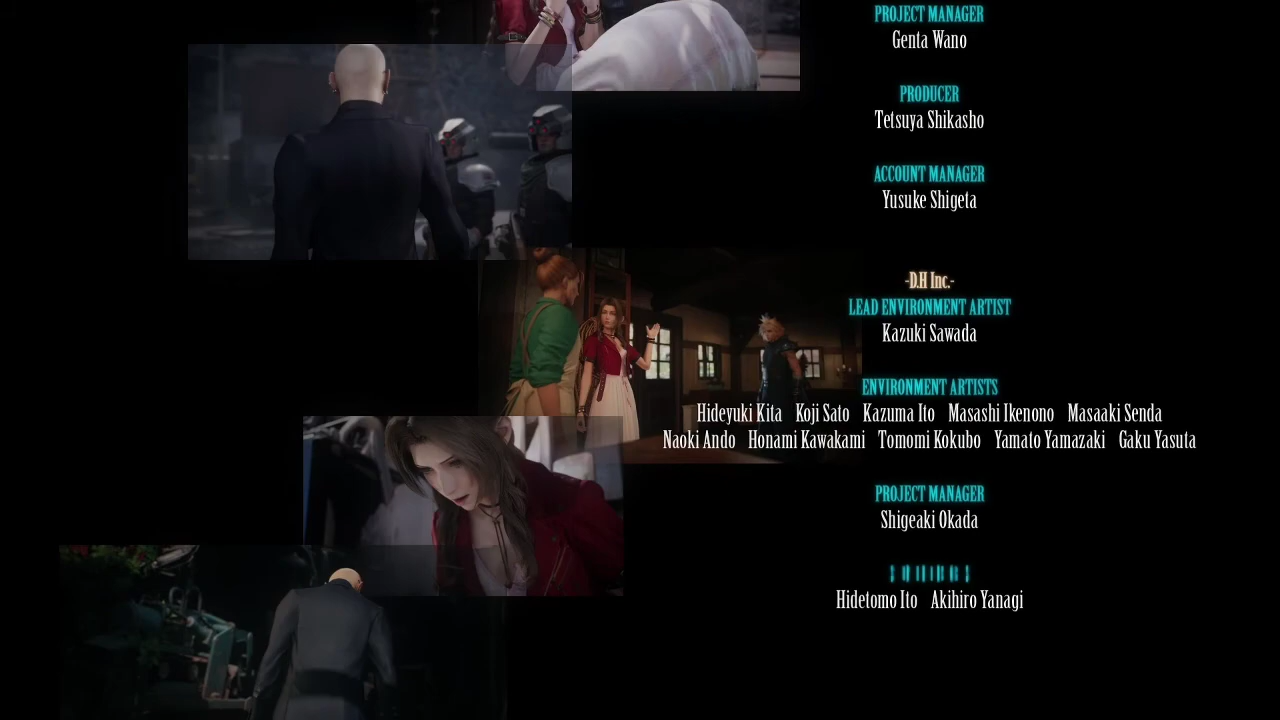 PROJECT MANAGER
Genta Wano
PRODUCER
Tetsuya Shikasho
ACCOUNT MANAGER
Yusuke Shigeta
-D.H Inc.-
LEAD ENVIRONMENT ARTIST
Kazuki Sawada
ENVIRONMENT ARTISTS
Hideyuki Kita Koji Sato Kazuma Ito Masashi Ikenono Masaaki Senda
Naoki Ando Honami Kawakami Tomomi Kokubo Yamato Yamazaki Gaku Yasuta
PROJECT MANAGER
Shigeaki Okada
Hidetomo Ito Akihiro Yanagi